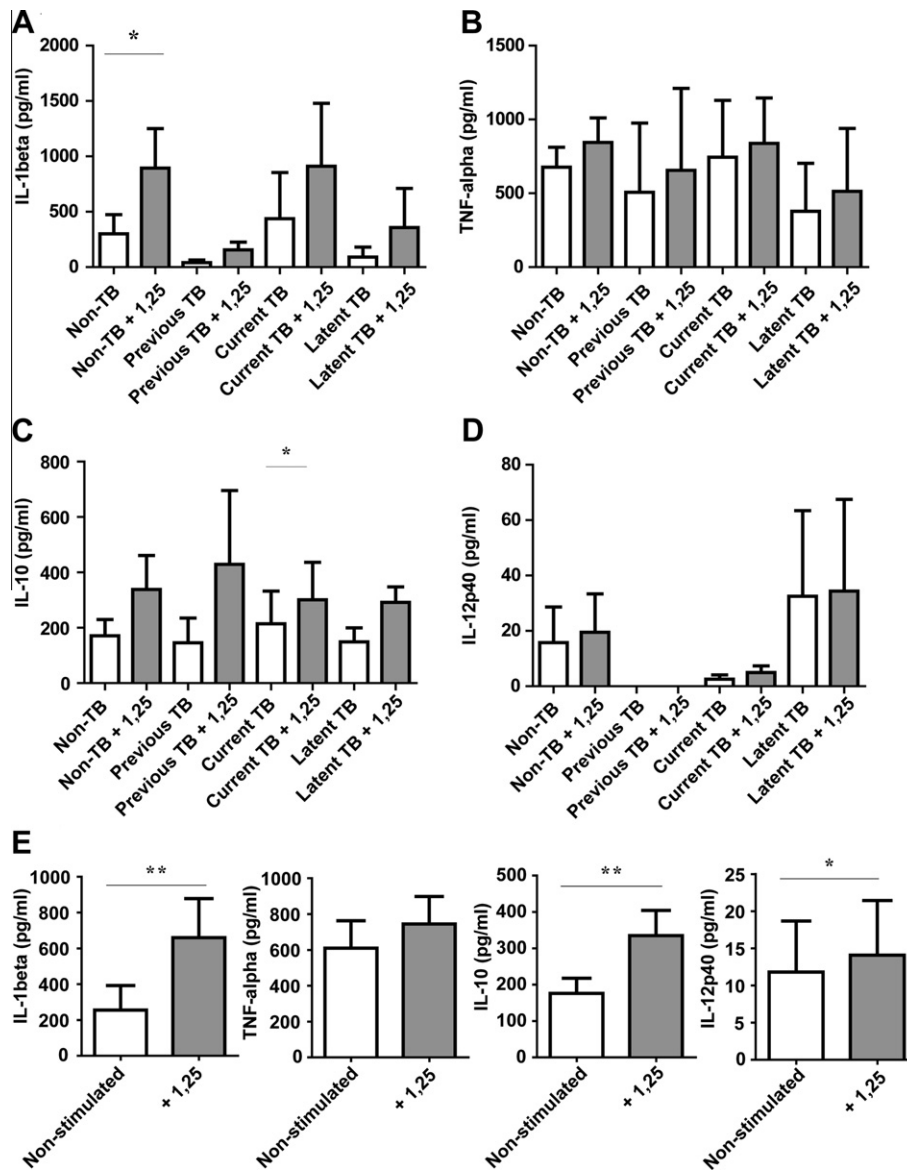 A
*
IL-1beta (pg/ml)
2000
1500
1000
500
0
Non-TB
Non-TB + 1,25
Previous TB
Previous TB + 1,25
Current TB
Current TB + 1,25
Latent TB
Latent TB + 1,25
B
TNF-alpha (pg/ml)
1500
1000
500
0
Non-TB
Non-TB + 1,25
Previous TB
Previous TB + 1,25
Current TB
Current TB + 1,25
Latent TB
Latent TB + 1,25
C
*
IL-10 (pg/ml)
800
600
400
200
0
Non-TB
Non-TB + 1,25
Previous TB
Previous TB + 1,25
Current TB
Current TB + 1,25
Latent TB
Latent TB + 1,25
D
IL-12p40 (pg/ml)
80
60
40
20
0
Non-TB
Non-TB + 1,25
Previous TB
Previous TB + 1,25
Current TB
Current TB + 1,25
Latent TB
Latent TB + 1,25
E
**
IL-1beta (pg/ml)
1000
800
600
400
200
0
Non-stimulated
+ 1,25
TNF-alpha (pg/ml)
1000
800
600
400
200
0
Non-stimulated
+ 1,25
**
IL-10 (pg/ml)
500
400
300
200
100
0
Non-stimulated
+ 1,25
*
IL-12p40 (pg/ml)
25
20
15
10
5
0
Non-stimulated
+ 1,25